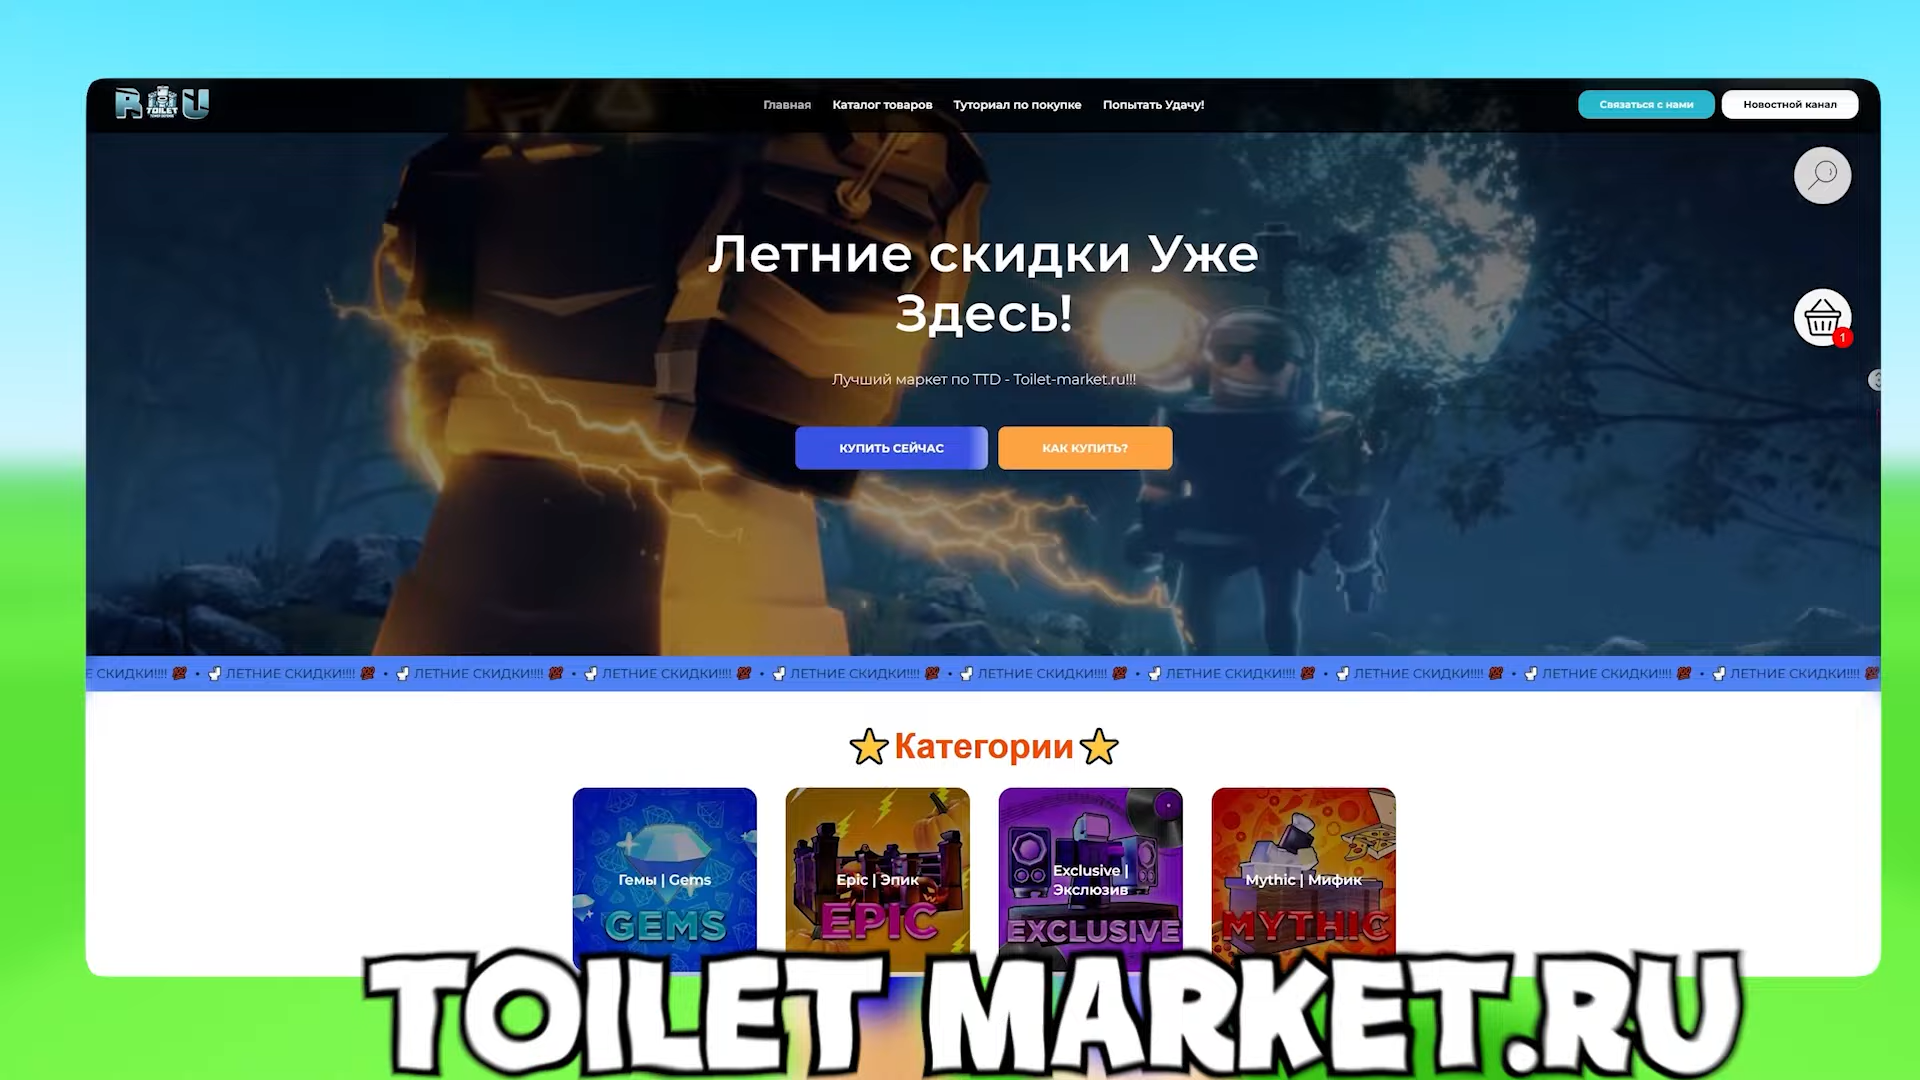 R TOILET U
Главная Каталог товаров Туториал по покупке Попытать Удачу! Связаться с нами Новостной канал
Летние скидки Уже
Здесь!
1
Лучший маркет по TTD - Toilet-market.ru!!!
КУПИТЬ СЕЙЧАС КАК КУПИТЬ?
Е СКИДКИ!!!! 💯 • 🚽 ЛЕТНИЕ СКИДКИ!!!! 💯 • 🚽 ЛЕТНИЕ СКИДКИ!!!! 💯 • 🚽 ЛЕТНИЕ СКИДКИ!!!! 💯 • 🚽 ЛЕТНИЕ СКИДКИ!!!! 💯 • 🚽 ЛЕТНИЕ СКИДКИ!!!! 💯 • 🚽 ЛЕТНИЕ СКИДКИ!!!! 💯 • 🚽 ЛЕТНИЕ СКИДКИ!!!! 💯 • 🚽 ЛЕТНИЕ СКИДКИ!!!! 💯 • 🚽 ЛЕТНИЕ СКИДКИ!!!! 💯
⭐Категории⭐
Гемы | Gems
GEMS
Epic | Эпик
EPIC
Exclusive |
Экслюзив
EXCLUSIVE
Mythic | Мифик
MYTHIC
TOILET MARKET.RU